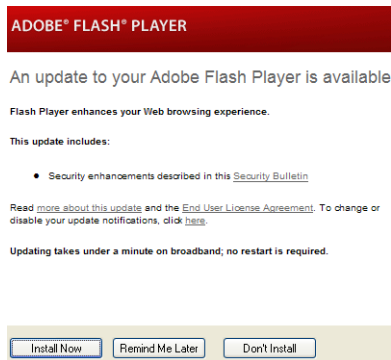 ADOBE® FLASH® PLAYER
An update to your Adobe Flash Player is available
Flash Player enhances your Web browsing experience.
This update includes:
• Security enhancements described in this Security Bulletin
Read more about this update and the End User License Agreement. To change or
disable your update notifications, click here.
Updating takes under a minute on broadband; no restart is required.
Install Now Remind Me Later Don't Install